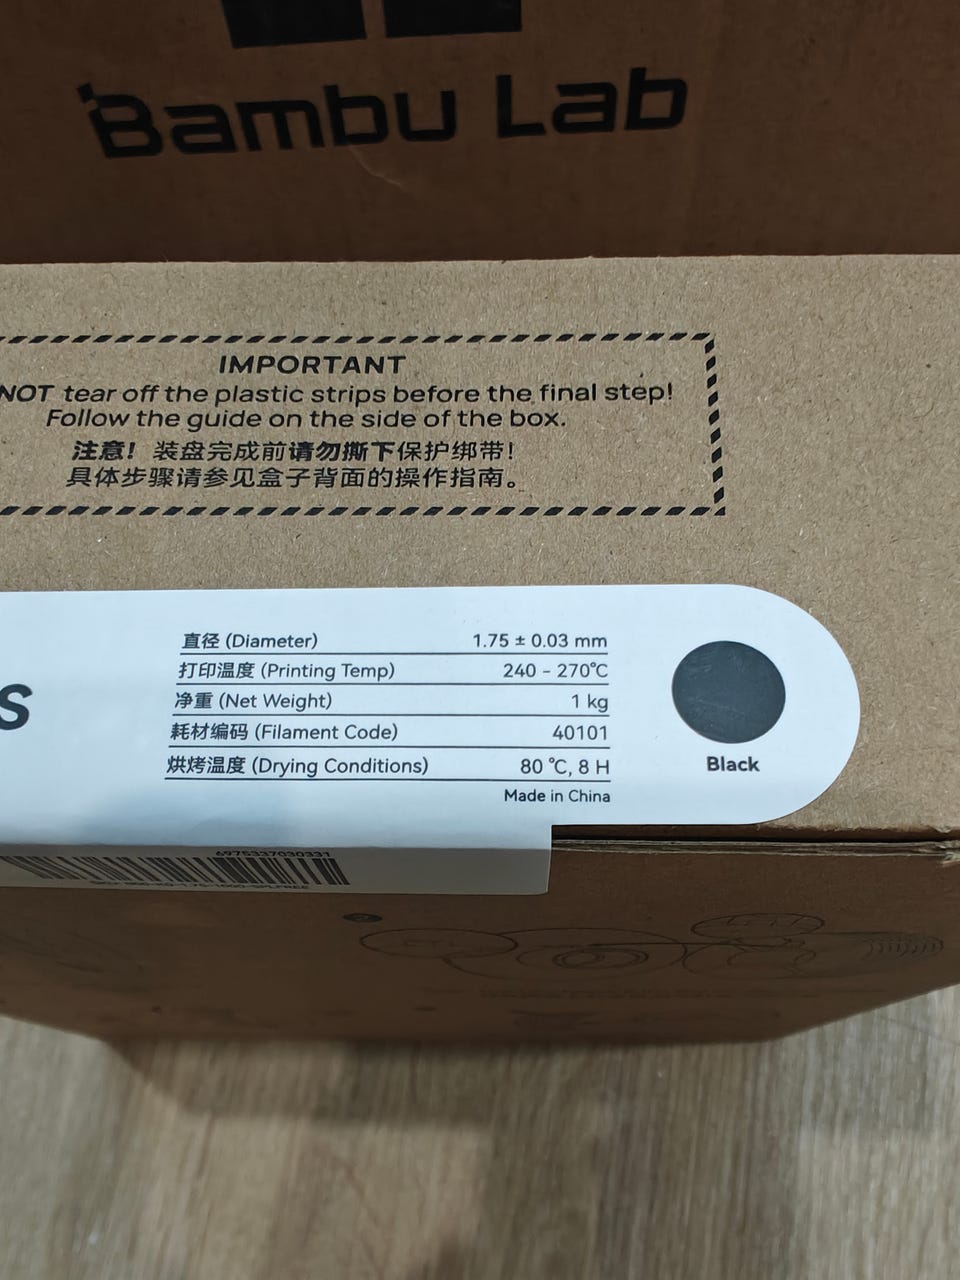 Bambu Lab
IMPORTANT
NOT tear off the plastic strips before the final step!
Follow the guide on the side of the box.
注意！装盘完成前请勿撕下保护绑带！
具体步骤请参见盒子背面的操作指南。
S
直径 (Diameter) 1.75 ± 0.03 mm
打印温度 (Printing Temp) 240 - 270℃
净重 (Net Weight) 1 kg
耗材编码 (Filament Code) 40101
烘烤温度 (Drying Conditions) 80 ℃, 8 H
Made in China
Black
6975337030331